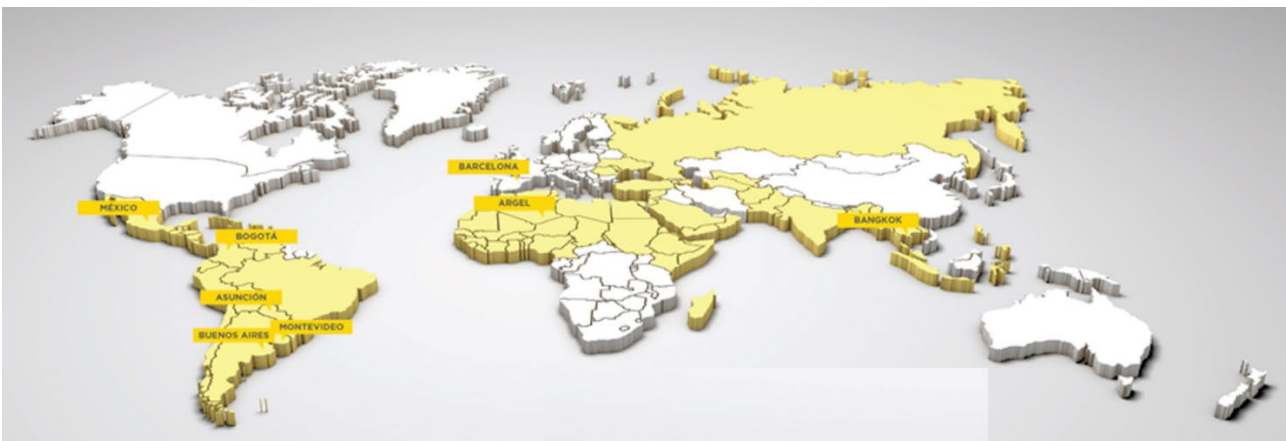 BARCELONA
MÉXICO
ARGEL
BANGKOK
BOGOTÁ
ASUNCIÓN
MONTEVIDEO
BUENOS AIRES